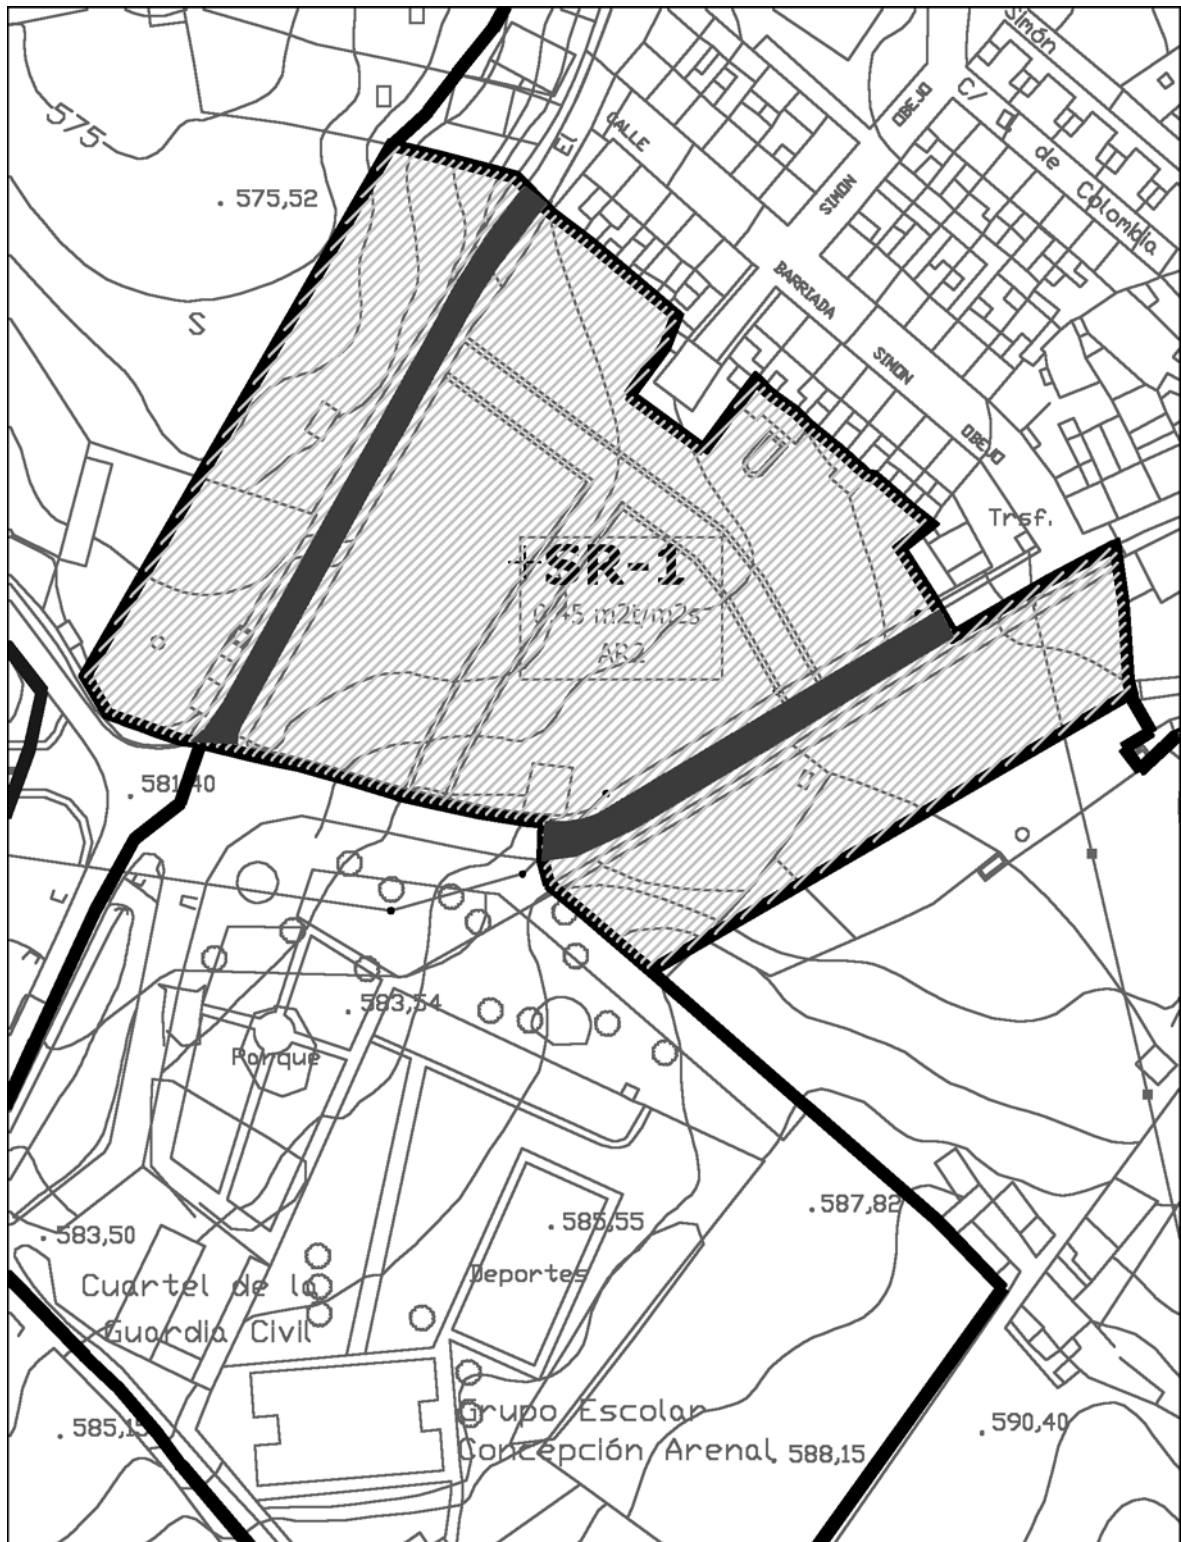 Simón
C/ Q.
de Colombia
OBEJO
SIMON
CALLE
El
575
575,52
S
BARRIADA
SIMON
OBEJO
Trsf.
SR-1
0,45 m2t/m2s
AR2
581,40
583,54
Parque
587,82
585,55
583,50
Deportes
Cuartel de la
Guardia Civil
585,15
Grupo Escolar
Concepción Arenal
588,15
590,40